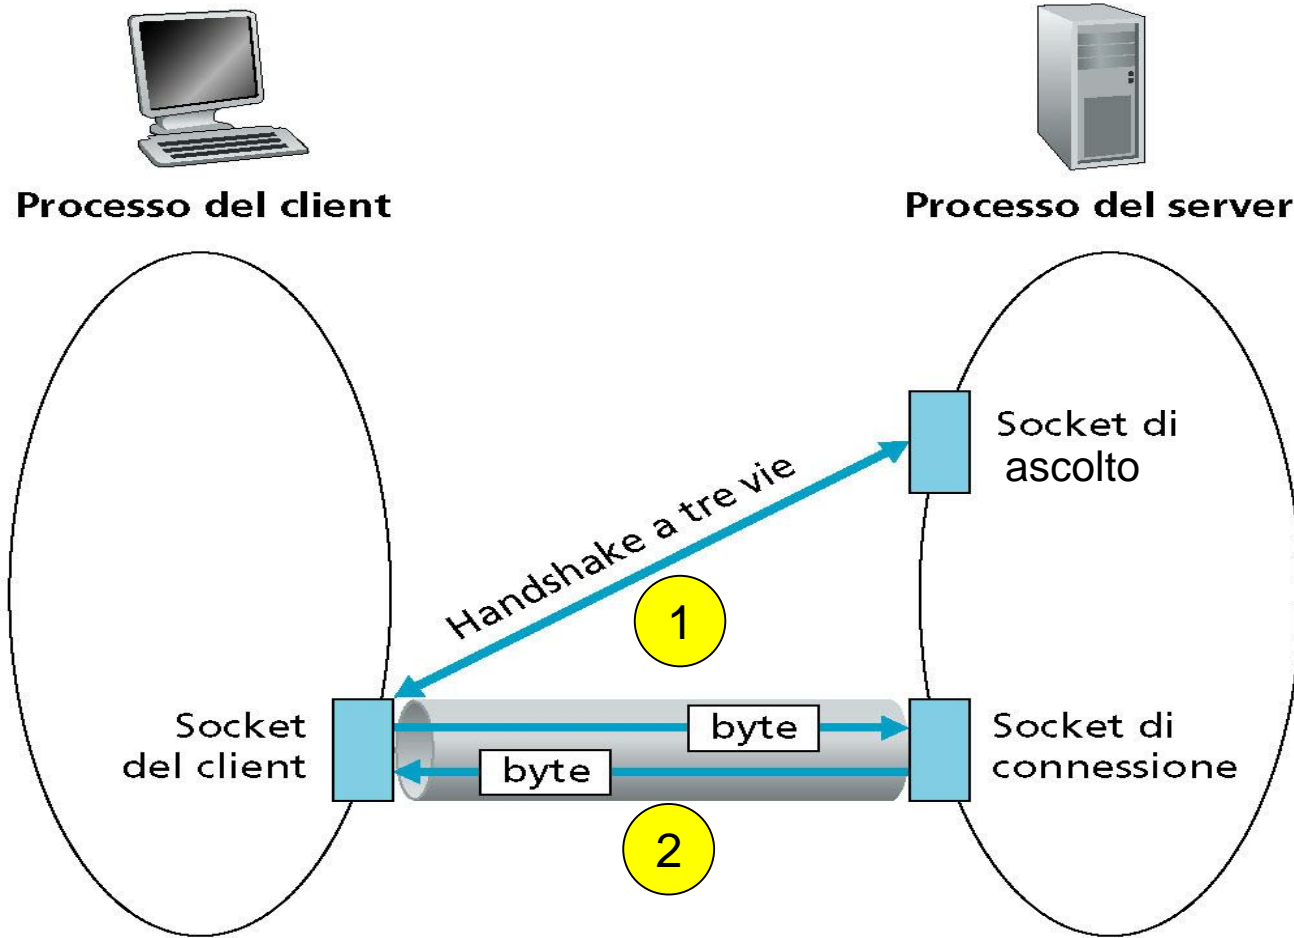 Processo del client
Processo del server
Socket di
ascolto
Handshake a tre vie
1
Socket
del client
byte
byte
Socket di
connessione
2